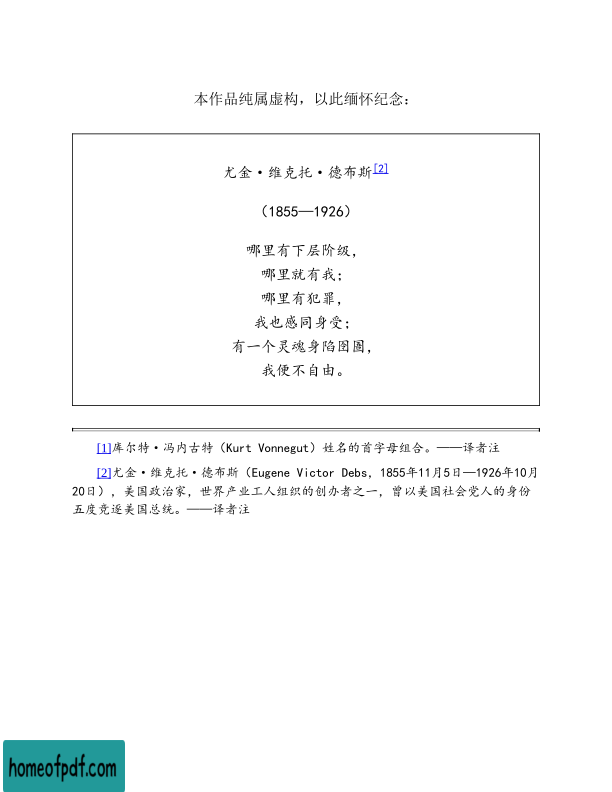 本作品纯属虚构，以此缅怀纪念：
尤金·维克托·德布斯[2]
（1855—1926）
哪里有下层阶级，
哪里就有我；
哪里有犯罪，
我也感同身受；
有一个灵魂身陷囹圄，
我便不自由。
[1]库尔特·冯内古特（Kurt Vonnegut）姓名的首字母组合。——译者注
[2]尤金·维克托·德布斯（Eugene Victor Debs，1855年11月5日—1926年10月
20日），美国政治家，世界产业工人组织的创办者之一，曾以美国社会党人的身份
五度竞逐美国总统。——译者注
homeofpdf.com